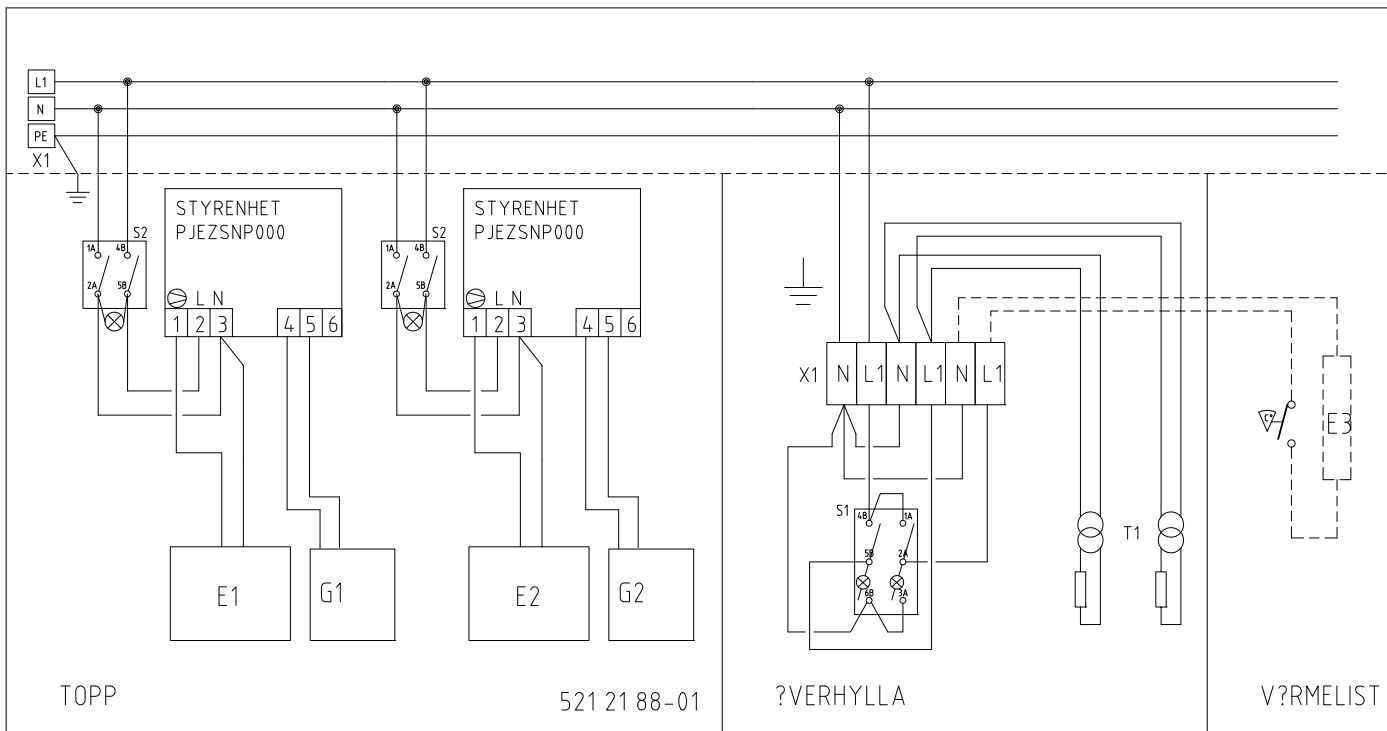 L1
N
PE
X1
STYRENHET
PJEZSNP000
S2
1A 4B
2A 5B
L N
1 2 3 4 5 6
E1
G1
STYRENHET
PJEZSNP000
S2
1A 4B
2A 5B
L N
1 2 3 4 5 6
E2
G2
TOPP
521 21 88-01
X1 N L1 N L1 N L1
S1
4B 1A
5B 2A
6B 3A
T1
?VERHYLLA
C°
E3
V?RMELIST